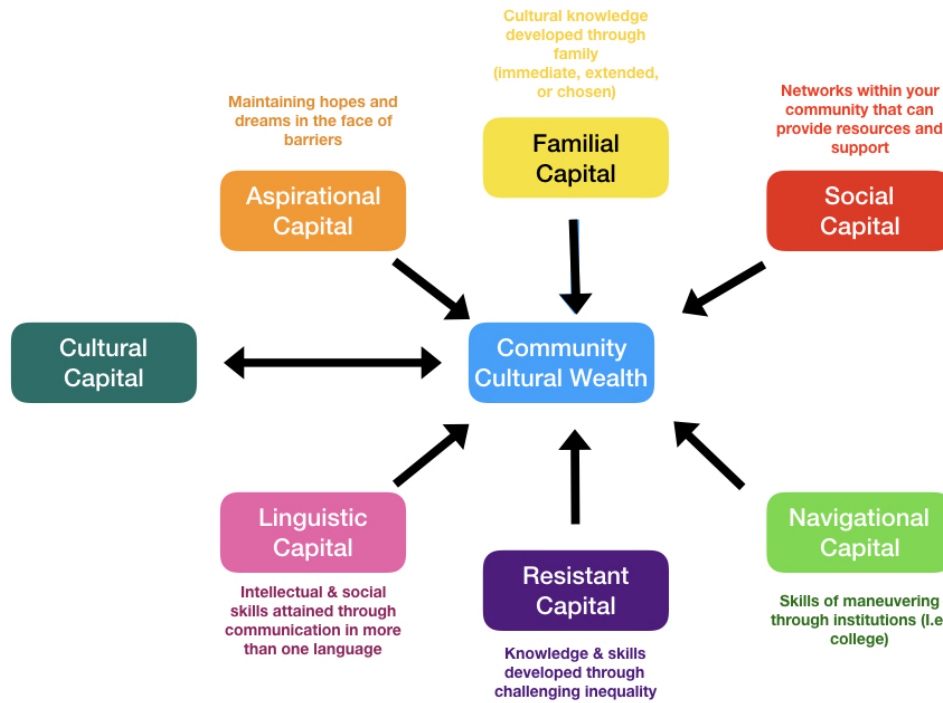 Cultural knowledge
developed through
family
(immediate, extended,
or chosen)
Familial
Capital
Maintaining hopes and
dreams in the face of
barriers
Aspirational
Capital
Networks within your
community that can
provide resources and
support
Social
Capital
Cultural
Capital
Community
Cultural Wealth
Linguistic
Capital
Intellectual & social
skills attained through
communication in more
than one language
Resistant
Capital
Knowledge & skills
developed through
challenging inequality
Navigational
Capital
Skills of maneuvering
through institutions (I.e
college)